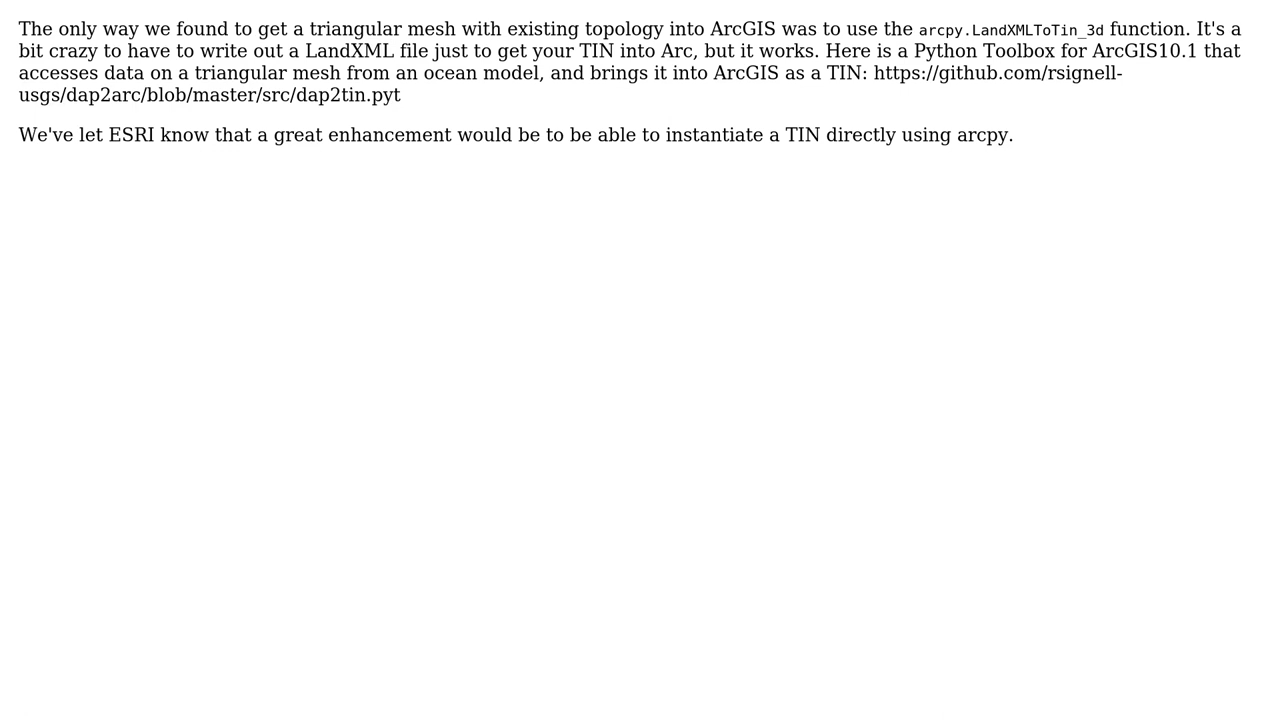 The only way we found to get a triangular mesh with existing topology into ArcGIS was to use the arcpy.LandXMLToTin_3d function. It's a
bit crazy to have to write out a LandXML file just to get your TIN into Arc, but it works. Here is a Python Toolbox for ArcGIS10.1 that
accesses data on a triangular mesh from an ocean model, and brings it into ArcGIS as a TIN: https://github.com/rsignell-
usgs/dap2arc/blob/master/src/dap2tin.pyt
We've let ESRI know that a great enhancement would be to be able to instantiate a TIN directly using arcpy.